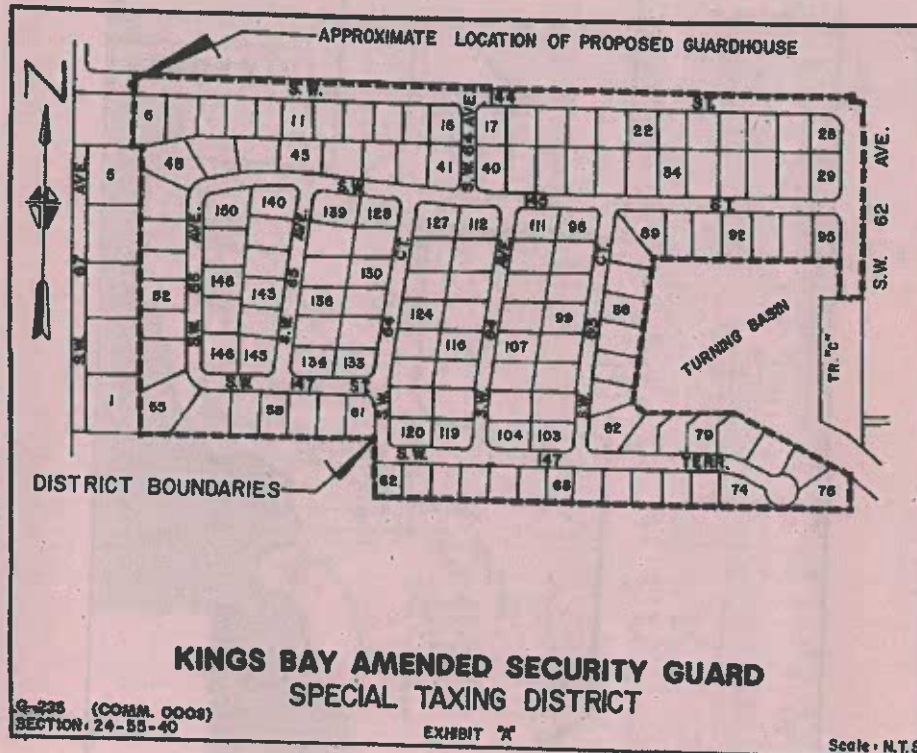 APPROXIMATE LOCATION OF PROPOSED GUARDHOUSE
N
S.W. 144 ST.
6 11 16 17 22 28
S.W. 64 AVE
48 45 41 40 34 29
S.W. 62 AVE.
5
S.W. 67 AVE.
S.W. 145 ST.
150 140 139 128 127 112 111 96 89 92 95
S.W. 66 AVE.
S.W. 65 AVE.
S.W. 64 CT.
S.W. 64 AVE
S.W. 63 CT.
52 148 143 136 130 124 116 107 99 86
TURNING BASIN
TR. "C"
146 145 134 133
S.W. 147 ST.
1 55 58 61
120 119 104 103 82 79
S.W. 147 TERR.
DISTRICT BOUNDARIES
62 68 74 76
KINGS BAY AMENDED SECURITY GUARD
SPECIAL TAXING DISTRICT
G-235 (COMM. 0008)
SECTION: 24-55-40
EXHIBIT "A"
Scale: N.T.S